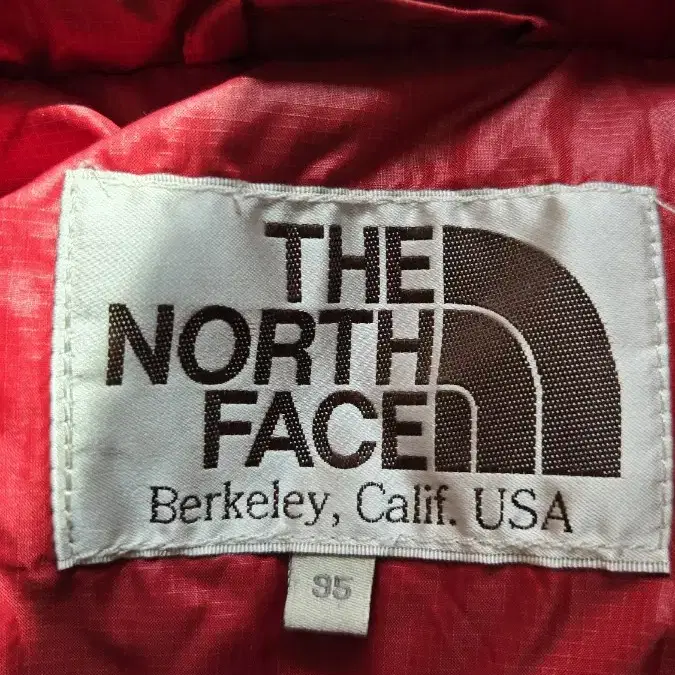 THE
NORTH
FACE
Berkeley, Calif. USA
95